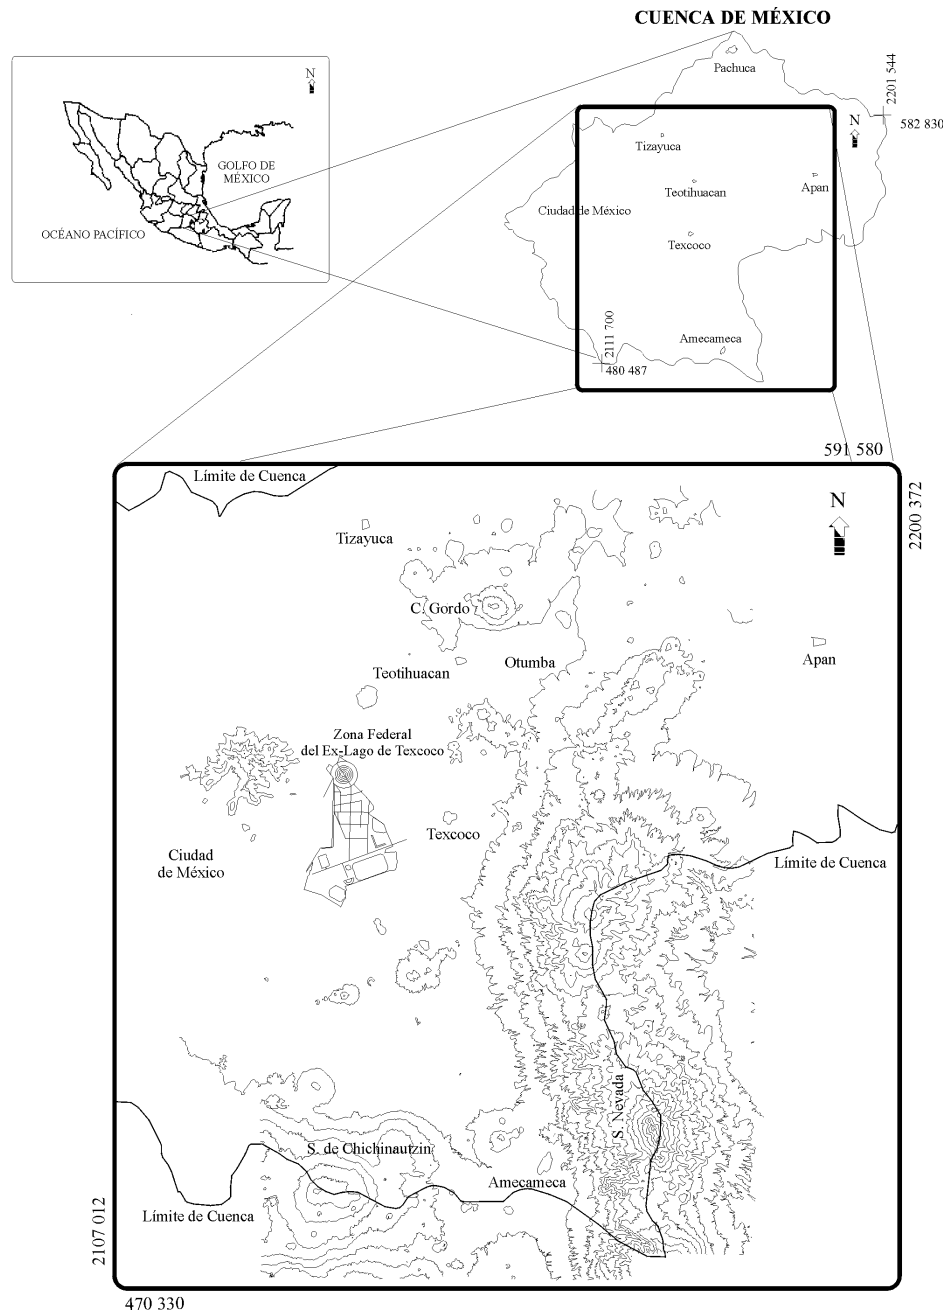 CUENCA DE MÉXICO
N
GOLFO DE
MÉXICO
OCÉANO PACÍFICO
Pachuca
2201 544
582 830
N
Tizayuca
Teotihuacan
Apan
Ciudad de México
Texcoco
2111 700
Amecameca
480 487
591 580
Límite de Cuenca
2200 372
N
Tizayuca
C. Gordo
Teotihuacan
Otumba
Apan
Zona Federal
del Ex-Lago de Texcoco
Texcoco
Ciudad
de México
Límite de Cuenca
S. Nevada
S. de Chichinautzin
Amecameca
Límite de Cuenca
2107 012
470 330